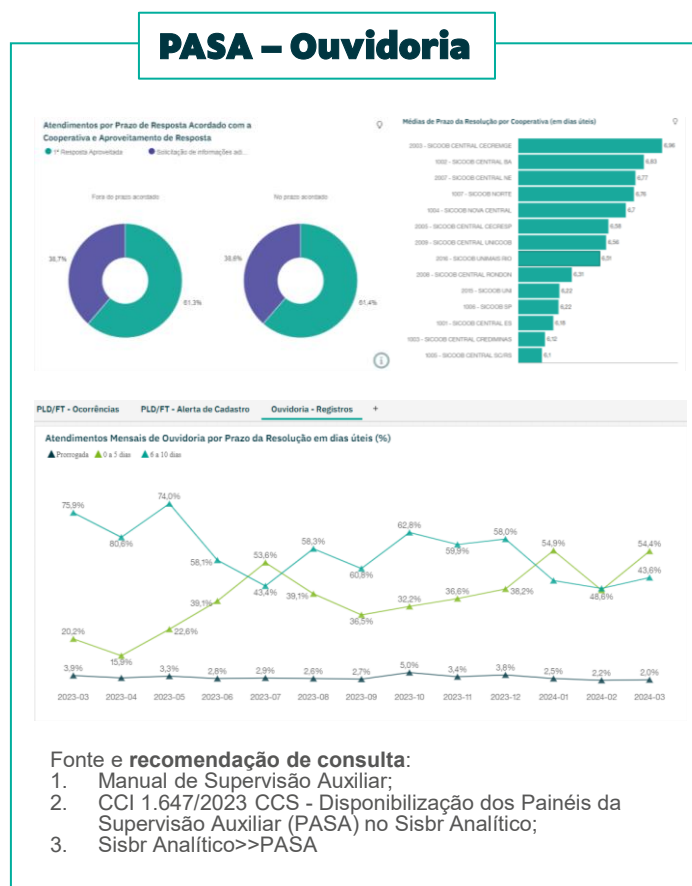 PASA – Ouvidoria
Atendimentos por Prazo de Resposta Acordado com a
Cooperativa e Aproveitamento de Resposta
1ª Resposta Aproveitada Solicitação de informações ad...
Fora do prazo acordado
No prazo acordado
38,7%
61,3%
38,6%
61,4%
Médias de Prazo da Resolução por Cooperativa (em dias úteis)
2003 - SICOOB CENTRAL CECREMGE 6,96
1002 - SICOOB CENTRAL BA 6,83
2007 - SICOOB CENTRAL NE 6,77
1007 - SICOOB NORTE 6,76
1004 - SICOOB NOVA CENTRAL 6,7
2005 - SICOOB CENTRAL CECRESP 6,58
2009 - SICOOB CENTRAL UNICOOB 6,56
2016 - SICOOB UNIMAIS RIO 6,51
2008 - SICOOB CENTRAL RONDON 6,31
2015 - SICOOB UNI 6,22
1006 - SICOOB SP 6,22
1001 - SICOOB CENTRAL ES 6,18
1003 - SICOOB CENTRAL CREDIMINAS 6,12
1005 - SICOOB CENTRAL SC/RS 6,1
PLD/FT - Ocorrências PLD/FT - Alerta de Cadastro Ouvidoria - Registros +
Atendimentos Mensais de Ouvidoria por Prazo da Resolução em dias úteis (%)
Prorrogada 0 a 5 dias 6 a 10 dias
75,9% 80,6% 74,0% 58,1% 43,4% 58,3% 60,8% 62,8% 59,9% 58,0% 48,6% 43,6%
20,2% 15,9% 22,6% 39,1% 53,6% 39,1% 36,5% 32,2% 36,6% 38,2% 54,9% 54,4%
3,9% 3,3% 2,8% 2,9% 2,6% 2,7% 5,0% 3,4% 3,8% 2,5% 2,2% 2,0%
2023-03 2023-04 2023-05 2023-06 2023-07 2023-08 2023-09 2023-10 2023-11 2023-12 2024-01 2024-02 2024-03
Fonte e recomendação de consulta:
1. Manual de Supervisão Auxiliar;
2. CCI 1.647/2023 CCS - Disponibilização dos Painéis da
Supervisão Auxiliar (PASA) no Sisbr Analítico;
3. Sisbr Analítico>>PASA